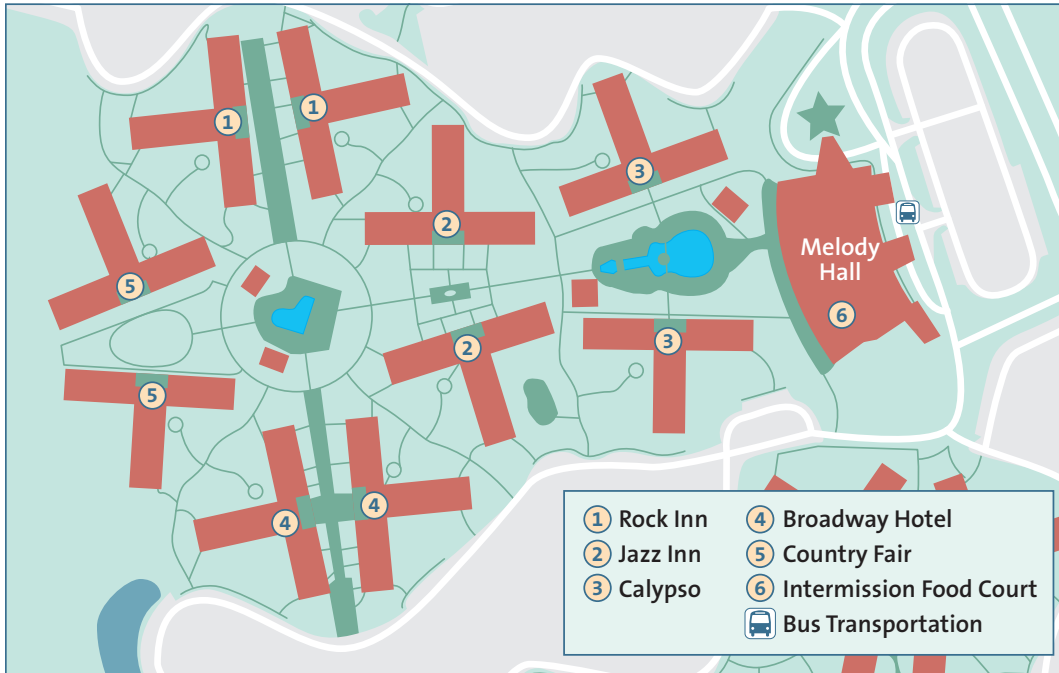 1
1
2
3
5
Melody
Hall
6
2
3
5
4
4
1 Rock Inn
2 Jazz Inn
3 Calypso
4 Broadway Hotel
5 Country Fair
6 Intermission Food Court
Bus Transportation